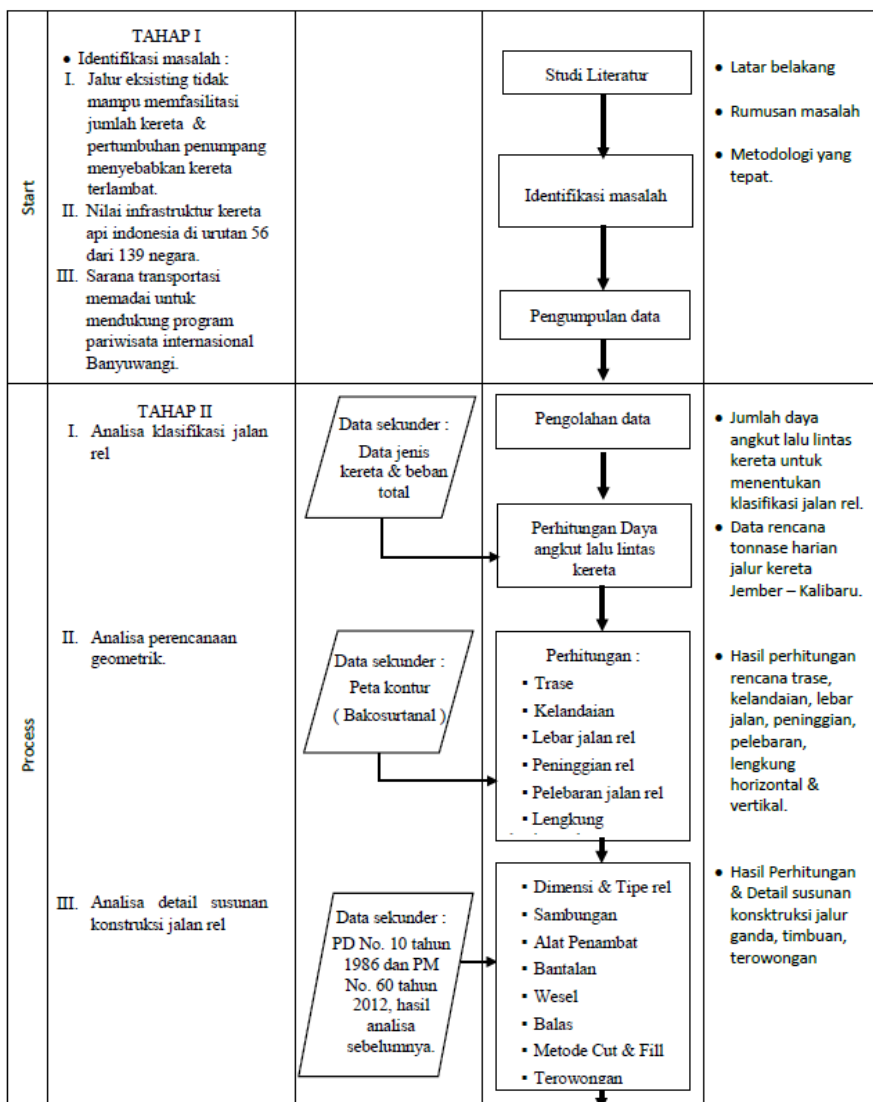 Start
TAHAP I
• Identifikasi masalah :
I. Jalur eksisting tidak
mampu memfasilitasi
jumlah kereta &
pertumbuhan penumpang
menyebabkan kereta
terlambat.
II. Nilai infrastruktur kereta
api indonesia di urutan 56
dari 139 negara.
III. Sarana transportasi
memadai untuk
mendukung program
pariwisata internasional
Banyuwangi.
Studi Literatur
Identifikasi masalah
Pengumpulan data
• Latar belakang
• Rumusan masalah
• Metodologi yang
tepat.
Process
TAHAP II
I. Analisa klasifikasi jalan
rel
II. Analisa perencanaan
geometrik.
III. Analisa detail susunan
konstruksi jalan rel
Data sekunder :
Data jenis
kereta & beban
total
Data sekunder :
Peta kontur
( Bakosurtanal )
Data sekunder :
PD No. 10 tahun
1986 dan PM
No. 60 tahun
2012, hasil
analisa
sebelumnya.
Pengolahan data
Perhitungan Daya
angkut lalu lintas
kereta
Perhitungan :
▪ Trase
▪ Kelandaian
▪ Lebar jalan rel
▪ Peninggian rel
▪ Pelebaran jalan rel
▪ Lengkung
▪ Dimensi & Tipe rel
▪ Sambungan
▪ Alat Penambat
▪ Bantalan
▪ Wesel
▪ Balas
▪ Metode Cut & Fill
▪ Terowongan
• Jumlah daya
angkut lalu lintas
kereta untuk
menentukan
klasifikasi jalan rel.
• Data rencana
tonnase harian
jalur kereta
Jember – Kalibaru.
• Hasil perhitungan
rencana trase,
kelandaian, lebar
jalan, peninggian,
pelebaran,
lengkung
horizontal &
vertikal.
• Hasil Perhitungan
& Detail susunan
konsktruksi jalur
ganda, timbuan,
terowongan